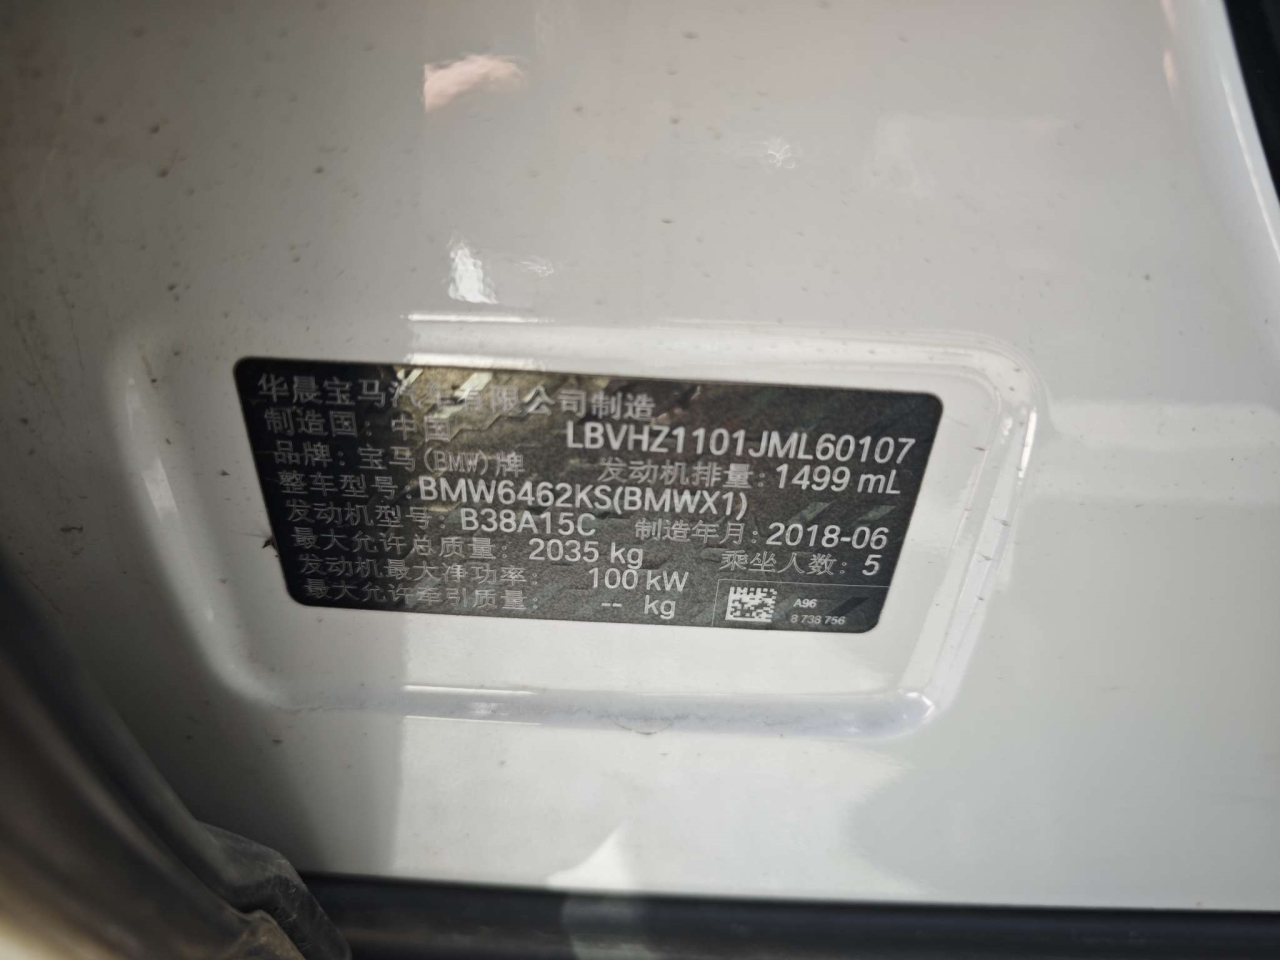 华晨宝马汽车有限公司制造
制造国：中国 LBVHZ1101JML60107
品牌：宝马(BMW)牌 发动机排量：1499 mL
整车型号：BMW6462KS(BMWX1)
发动机型号：B38A15C 制造年月：2018-06
最大允许总质量：2035 kg 乘坐人数：5
发动机最大净功率：100 kW
最大允许牵引质量：-- kg
A96
8 738 756